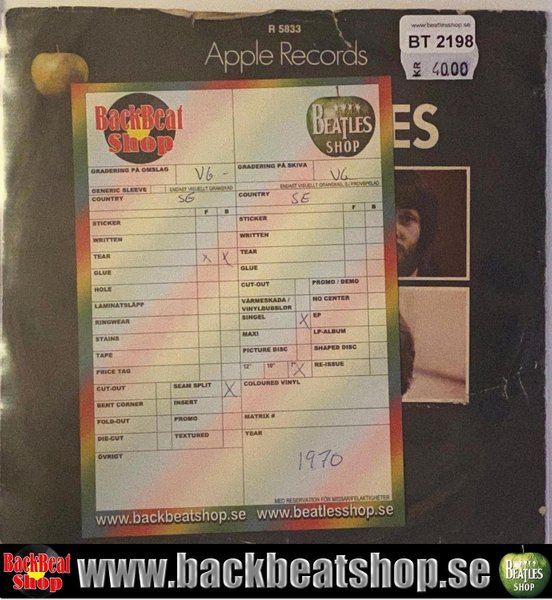 R 5833
Apple Records
www.beatlesshop.se
BT 2198
KR 40.00
ES
BackBeat
Shop
BEATLES
SHOP
GRADERING PÅ OMSLAG VG -
GRADERING PÅ SKIVA VG
GENERIC SLEEVE ENDAST VISUELLT GRANSKAD
ENDAST VISUELLT GRANSKAD, EJ PROVSPELAD
COUNTRY SE
COUNTRY SE
F B
F B
STICKER
WRITTEN
TEAR X X
GLUE
HOLE
LAMINATSLÄPP
RINGWEAR
STAINS
TAPE
PRICE TAG
CUT-OUT SEAM SPLIT X
BENT CORNER INSERT
FOLD-OUT PROMO
DIE-CUT TEXTURED
ÖVRIGT
STICKER
WRITTEN
TEAR
GLUE
CUT-OUT PROMO / DEMO
VÄRMESKADA / VINYLBUBBLOR NO CENTER
SINGEL X EP
MAXI LP-ALBUM
PICTURE DISC SHAPED DISC
12" 10" 7" X RE-ISSUE
COLOURED VINYL
MATRIX #
YEAR
1970
MED RESERVATION FÖR MISSAR/FELAKTIGHETER
www.backbeatshop.se www.beatlesshop.se
BackBeat
Shop
www.backbeatshop.se
BEATLES
SHOP